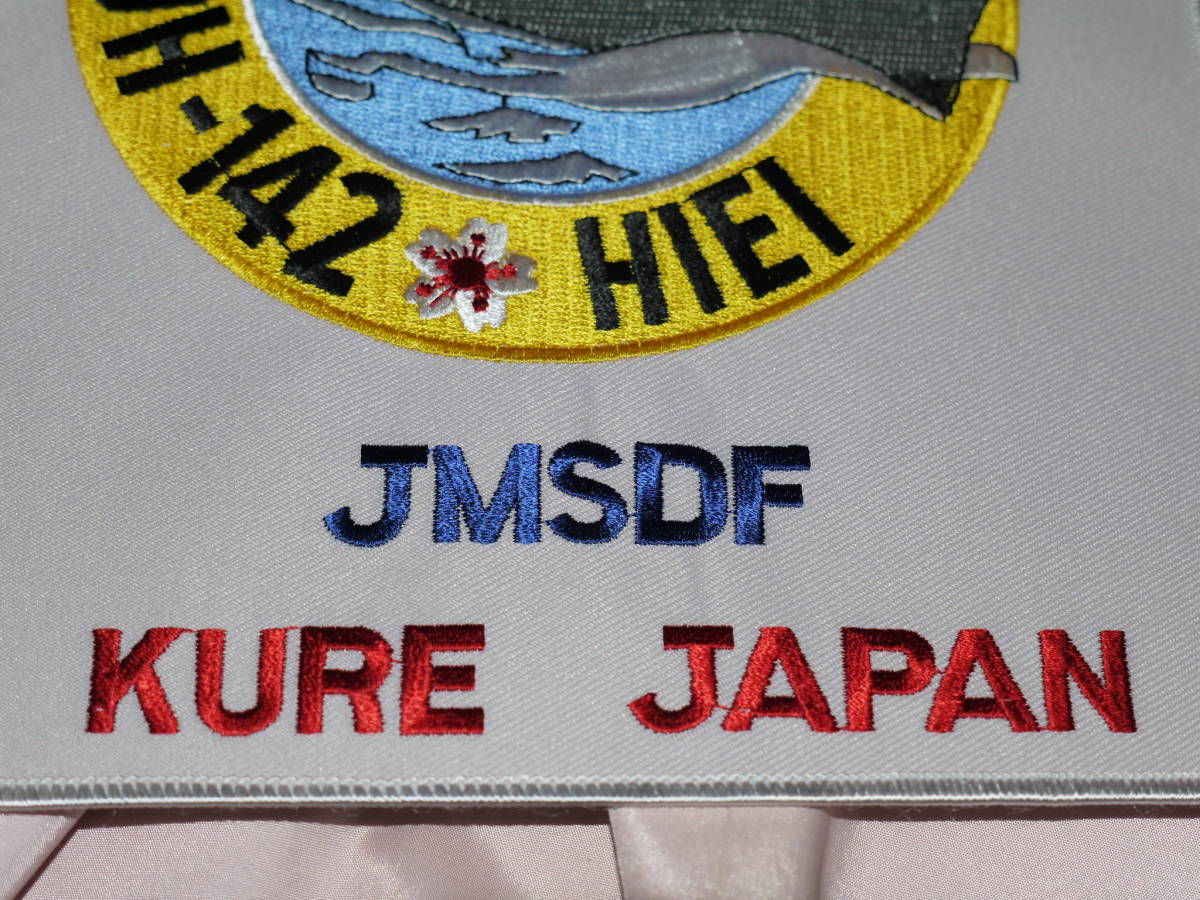 DH-142 HIEI
JMSDF
KURE JAPAN